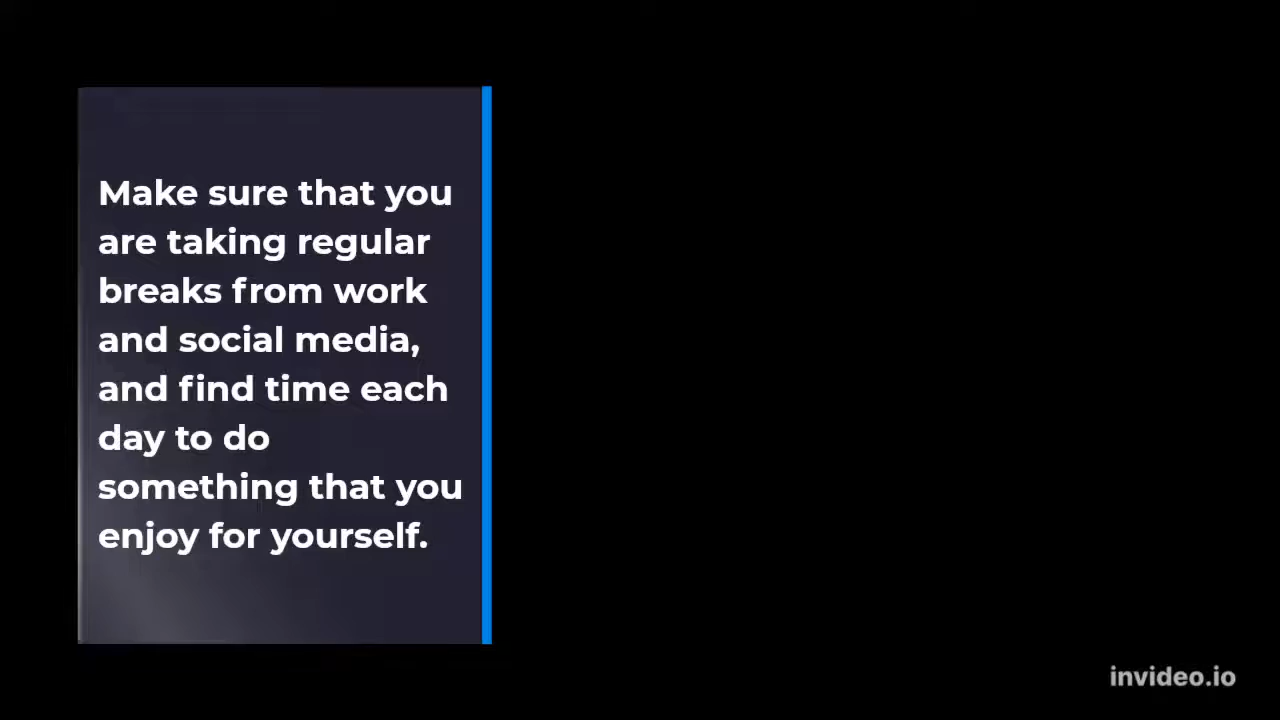 Make sure that you
are taking regular
breaks from work
and social media,
and find time each
day to do
something that you
enjoy for yourself.
invideo.io